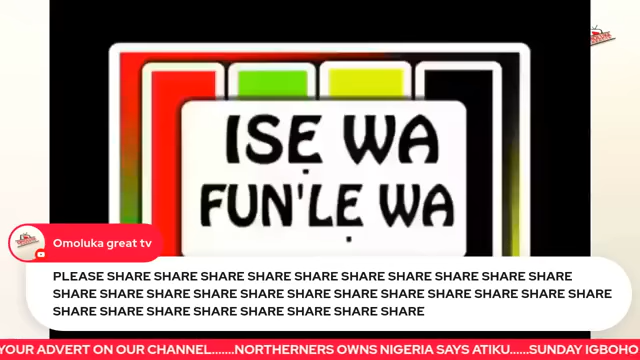 ISẸ WA
FUN'LẸ WA
Omoluka great tv
PLEASE SHARE SHARE SHARE SHARE SHARE SHARE SHARE SHARE SHARE SHARE
SHARE SHARE SHARE SHARE SHARE SHARE SHARE SHARE SHARE SHARE SHARE SHARE
SHARE SHARE SHARE SHARE SHARE SHARE SHARE SHARE
YOUR ADVERT ON OUR CHANNEL.......NORTHERNERS OWNS NIGERIA SAYS ATIKU......SUNDAY IGBOHO